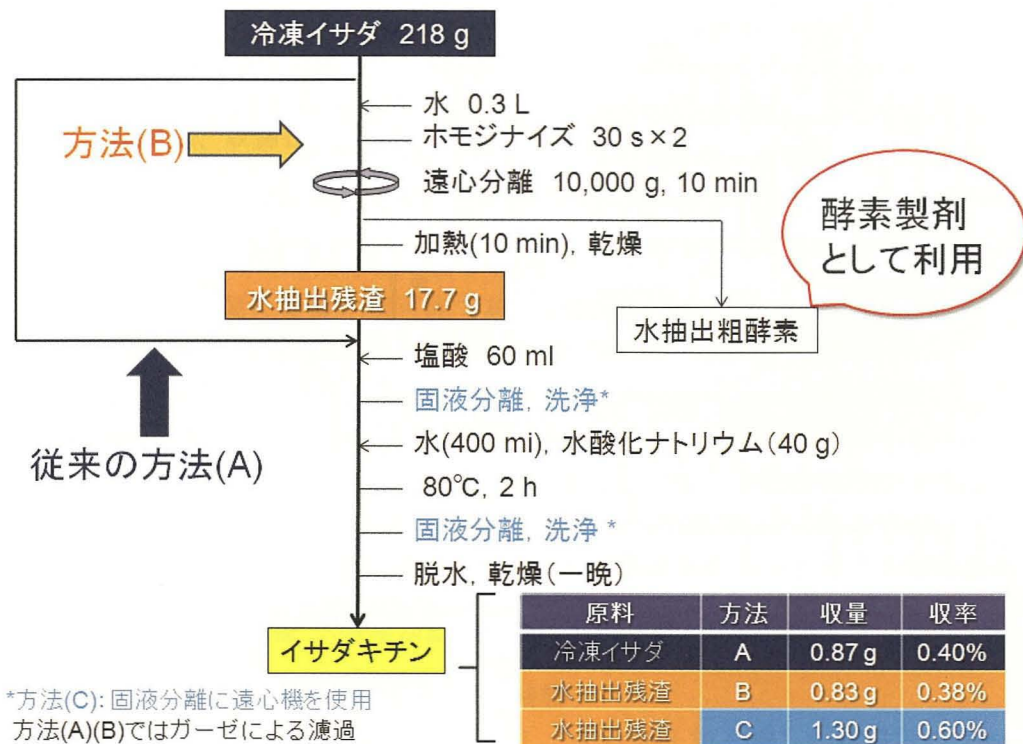 冷凍イサダ 218 g
水 0.3 L
方法(B)
ホモジナイズ 30 s×2
遠心分離 10,000 g, 10 min
酵素製剤
として利用
加熱(10 min), 乾燥
水抽出残渣 17.7 g
水抽出粗酵素
塩酸 60 ml
固液分離, 洗浄*
従来の方法(A)
水(400 mi), 水酸化ナトリウム(40 g)
80℃, 2 h
固液分離, 洗浄 *
脱水, 乾燥(一晩)
イサダキチン
原料 方法 収量 収率
冷凍イサダ A 0.87 g 0.40%
水抽出残渣 B 0.83 g 0.38%
水抽出残渣 C 1.30 g 0.60%
*方法(C): 固液分離に遠心機を使用
方法(A)(B)ではガーゼによる濾過